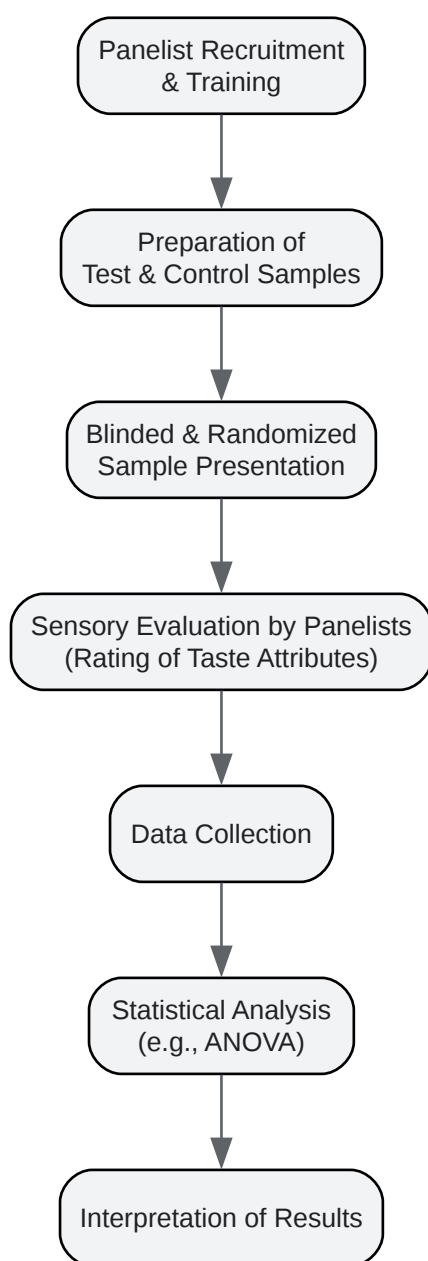 Panelist Recruitment
& Training
Preparation of
Test & Control Samples
Blinded & Randomized
Sample Presentation
Sensory Evaluation by Panelists
(Rating of Taste Attributes)
Data Collection
Statistical Analysis
(e.g., ANOVA)
Interpretation of Results